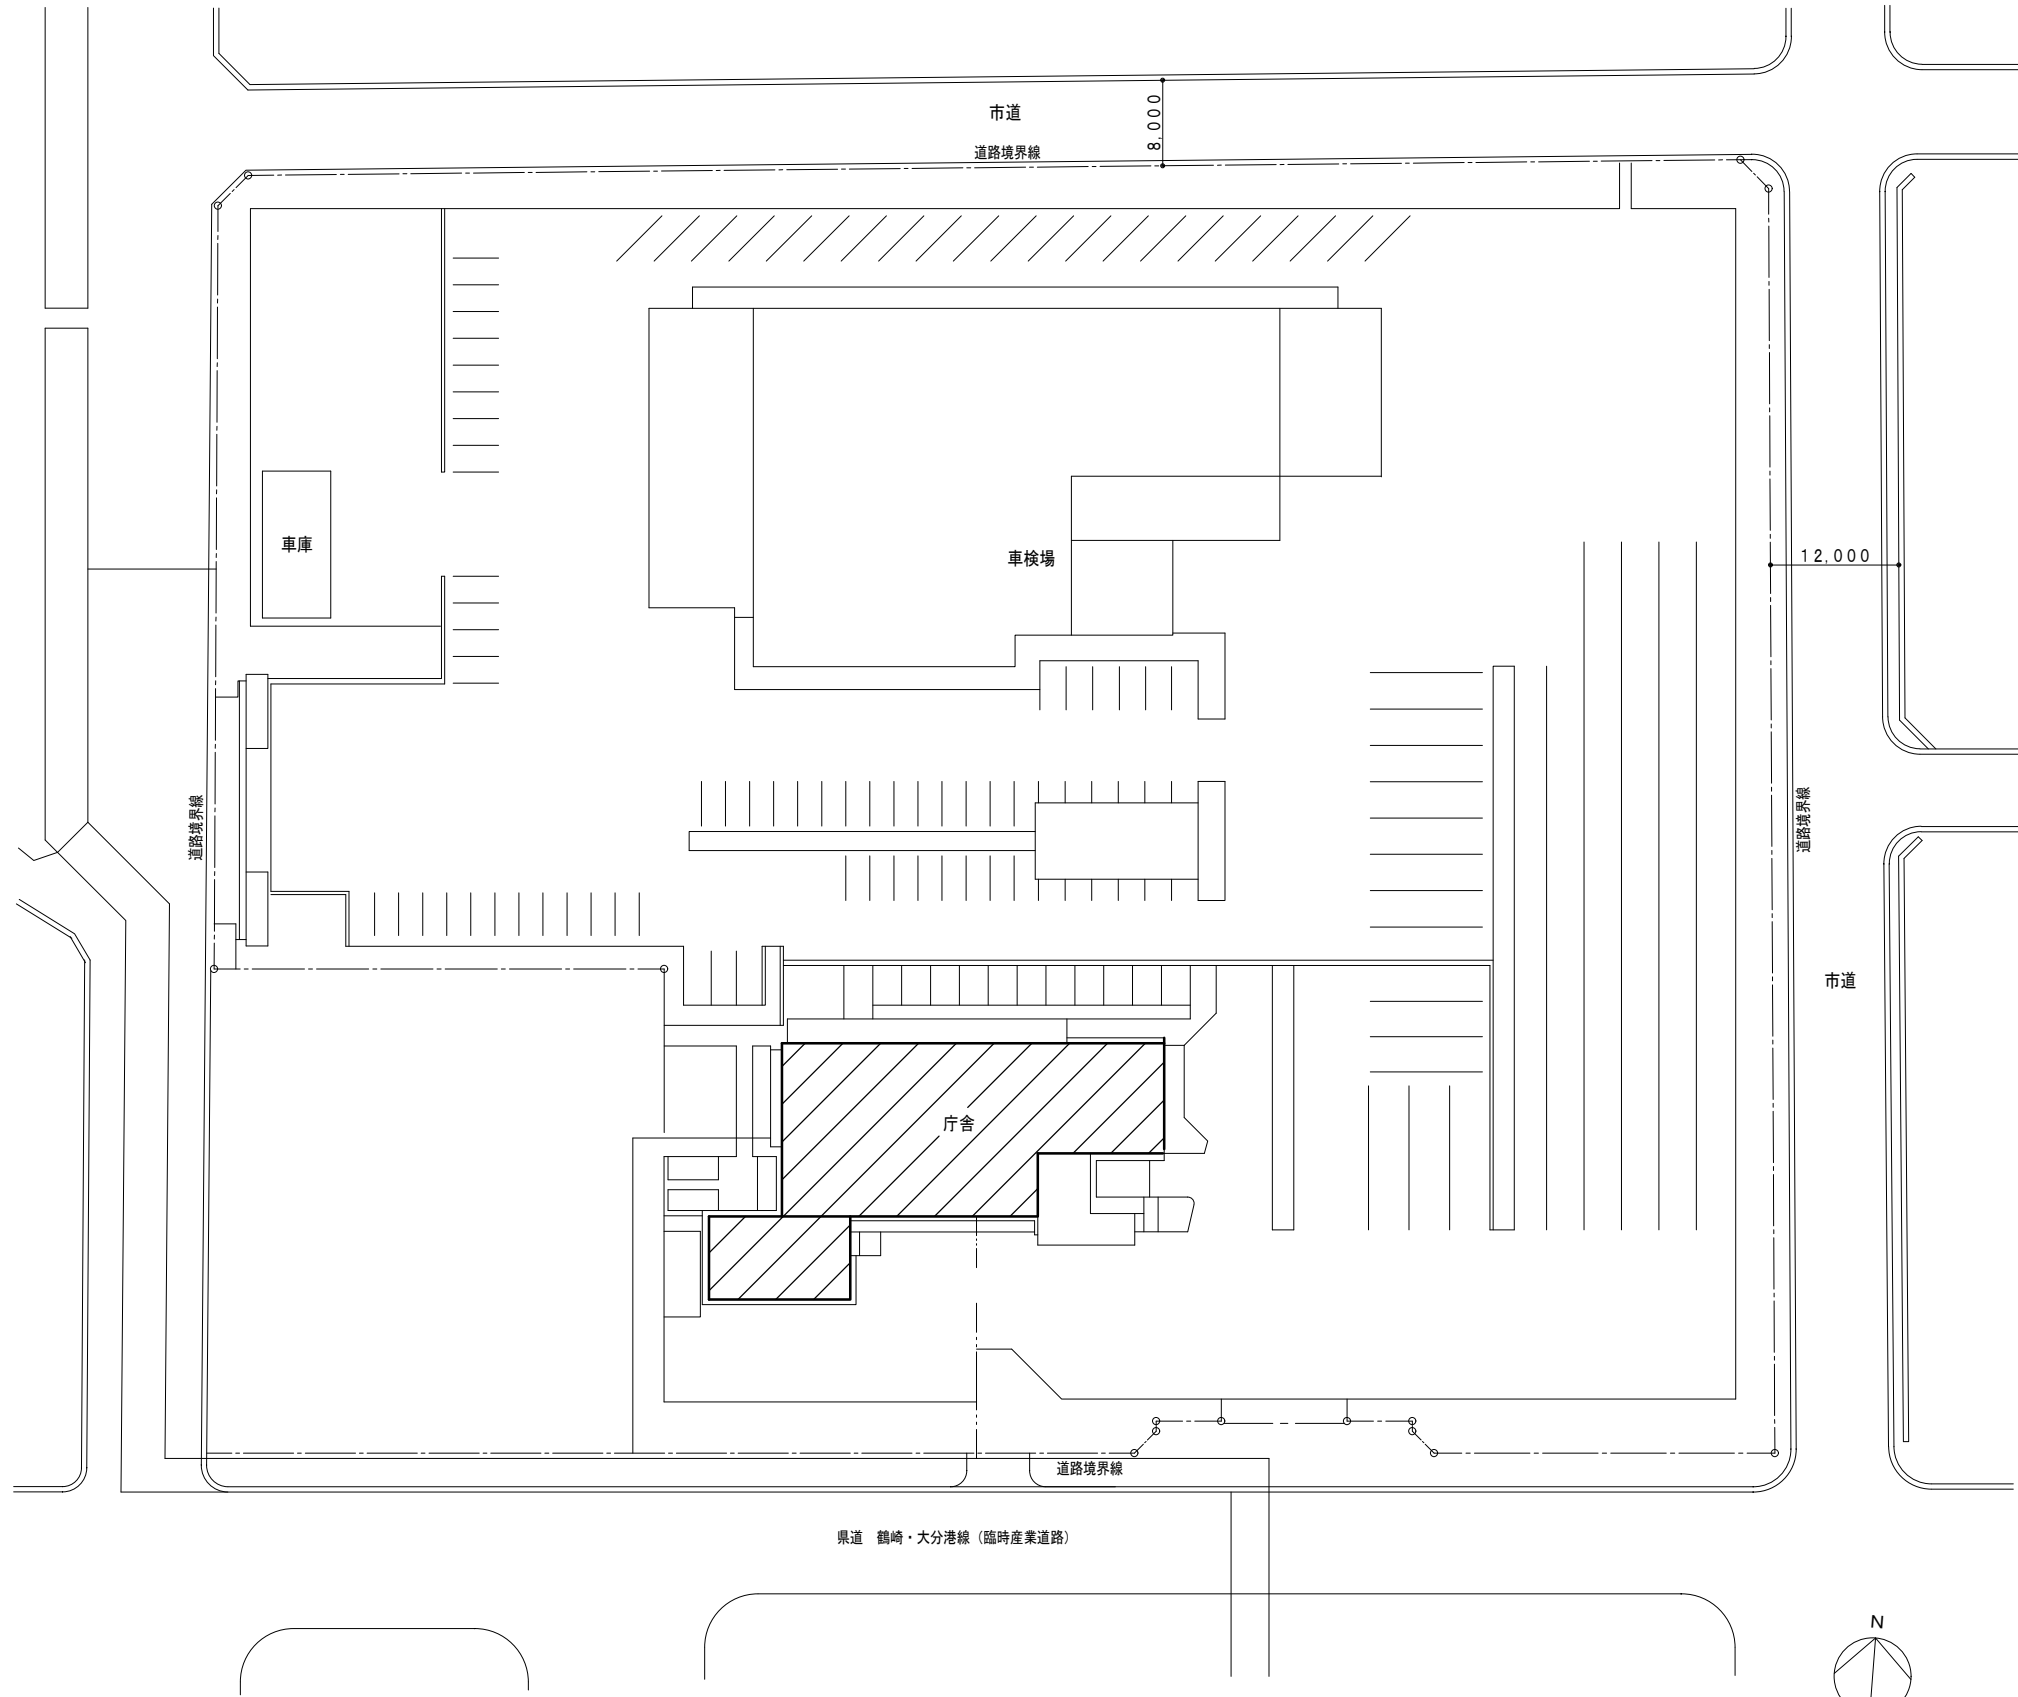 市道
8,000
道路境界線
車庫
車検場
12,000
道路境界線
道路境界線
市道
庁舎
道路境界線
県道　鶴崎・大分港線（臨時産業道路）
N